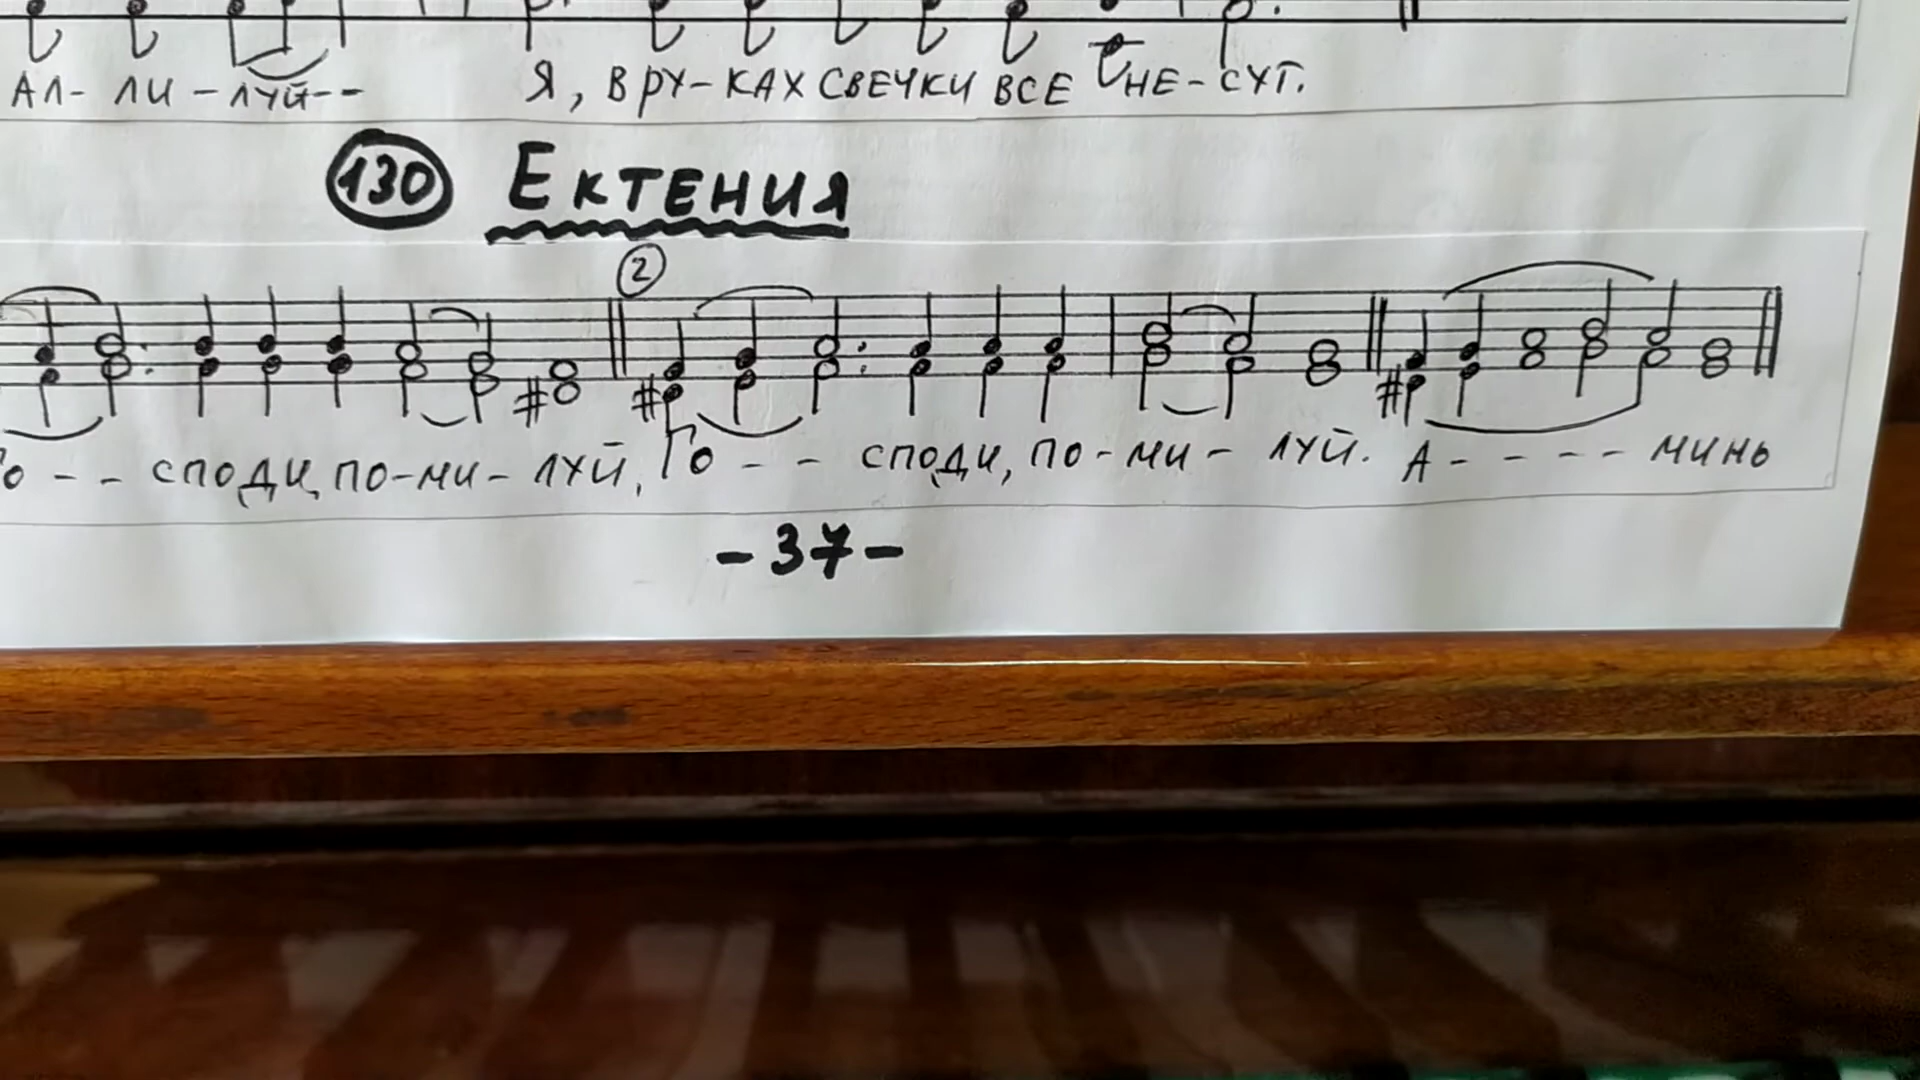 АЛ- ЛИ - ЛУЙ-- Я, В РУ-КАХ СВЕЧКИ ВСЕ НЕ-СУТ.
130 ЕКТЕНИЯ
2
- - СПОДИ, ПО-МИ- ЛУЙ, ГО - - СПОДИ, ПО-МИ- ЛУЙ. А- - - - МИНЬ
-37-